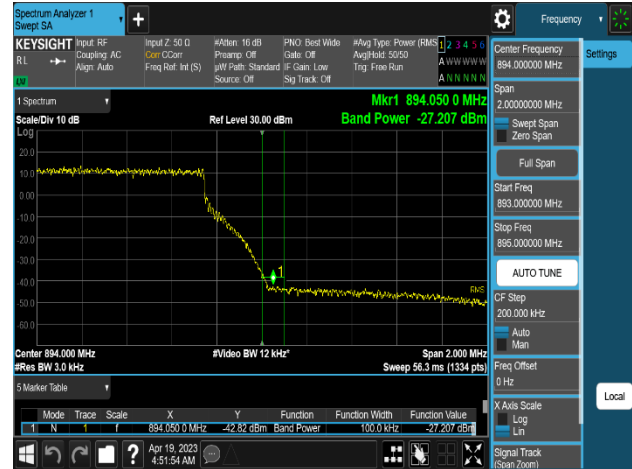 Spectrum Analyzer 1
Swept SA
+
Frequency
KEYSIGHT
Input: RF
Input Z: 50 Ω
#Atten: 16 dB
PNO: Best Wide
#Avg Type: Power (RMS
1 2 3 4 5 6
RL
Coupling: AC
Corr CCorr
Preamp: Off
Gate: Off
Avg|Hold: 50/50
A WWWWW
Align: Auto
Freq Ref: Int (S)
µW Path: Standard
IF Gain: Low
Trig: Free Run
Source: Off
Sig Track: Off
A N N N N N
LXI
1 Spectrum
Mkr1 894.050 0 MHz
Scale/Div 10 dB
Ref Level 30.00 dBm
Band Power -27.207 dBm
Log
20.0
10.0
0.00
-10.0
-20.0
-30.0
-40.0
-50.0
-60.0
1
RMS
Center 894.000 MHz
#Video BW 12 kHz*
Span 2.000 MHz
#Res BW 3.0 kHz
Sweep 56.3 ms (1334 pts)
5 Marker Table
Mode Trace Scale X Y Function Function Width Function Value
1 N 1 f 894.050 0 MHz -42.82 dBm Band Power 100.0 kHz -27.207 dBm
Apr 19, 2023
4:51:54 AM
?
Center Frequency
894.000000 MHz
Settings
Span
2.00000000 MHz
Swept Span
Zero Span
Full Span
Start Freq
893.000000 MHz
Stop Freq
895.000000 MHz
AUTO TUNE
CF Step
200.000 kHz
Auto
Man
Freq Offset
0 Hz
X Axis Scale
Log
Lin
Local
Signal Track
(Span Zoom)